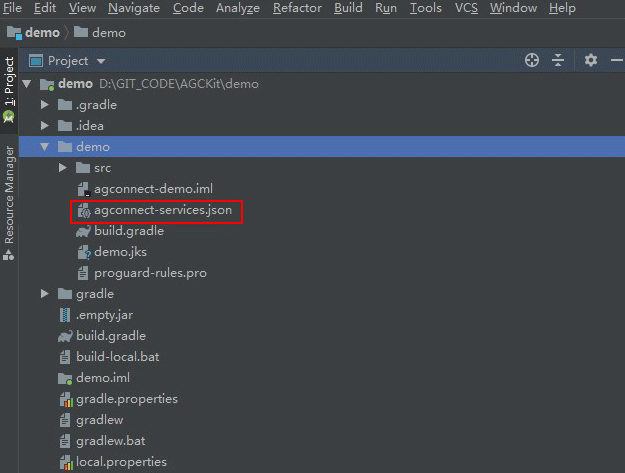 File Edit View Navigate Code Analyze Refactor Build Run Tools VCS Window Help
demo demo
1: Project
Resource Manager
Project
demo D:\GIT_CODE\AGCKit\demo
.gradle
.idea
demo
src
agconnect-demo.iml
agconnect-services.json
build.gradle
demo.jks
proguard-rules.pro
gradle
.empty.jar
build.gradle
build-local.bat
demo.iml
gradle.properties
gradlew
gradlew.bat
local.properties